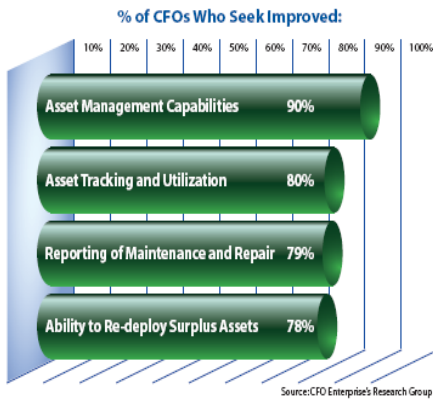 % of CFOs Who Seek Improved:
10% 20% 30% 40% 50% 60% 70% 80% 90% 100%
Asset Management Capabilities 90%
Asset Tracking and Utilization 80%
Reporting of Maintenance and Repair 79%
Ability to Re-deploy Surplus Assets 78%
Source:CFO Enterprise's Research Group